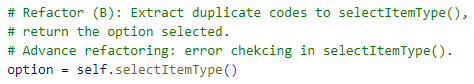 # Refactor (B): Extract duplicate codes to selectItemType(),
# return the option selected.
# Advance refactoring: error chekcing in selectItemType().
option = self.selectItemType()